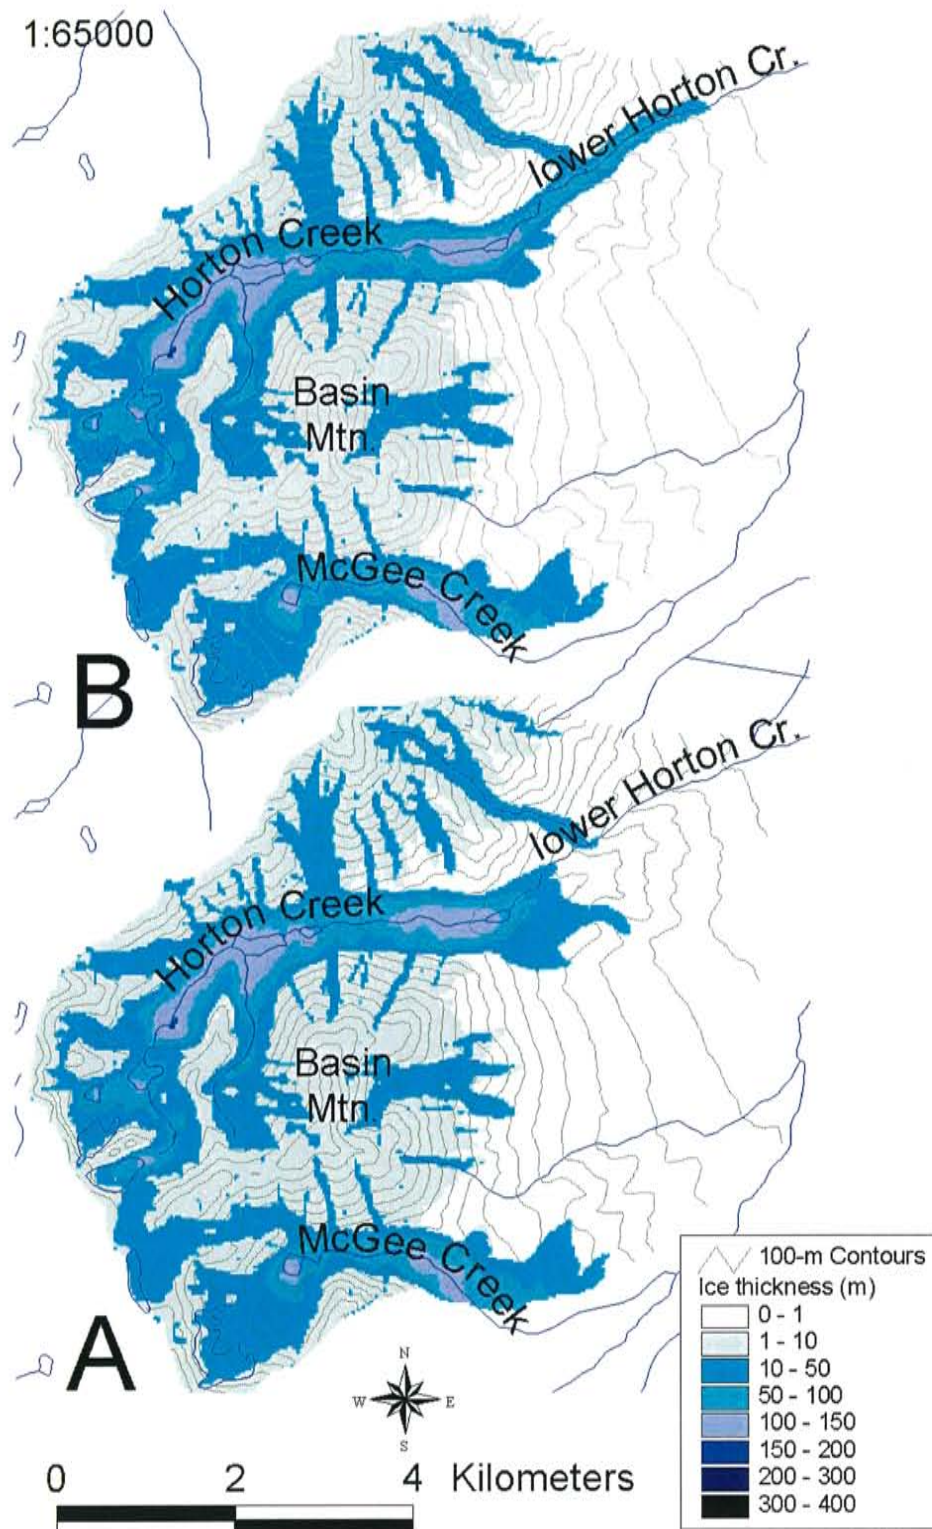 1:65000
lower Horton Cr.
Horton Creek
Basin
Mtn.
McGee Creek
B
lower Horton Cr.
Horton Creek
Basin
Mtn.
McGee Creek
A
N
W E
S
0 2 4 Kilometers
100-m Contours
Ice thickness (m)
0 - 1
1 - 10
10 - 50
50 - 100
100 - 150
150 - 200
200 - 300
300 - 400